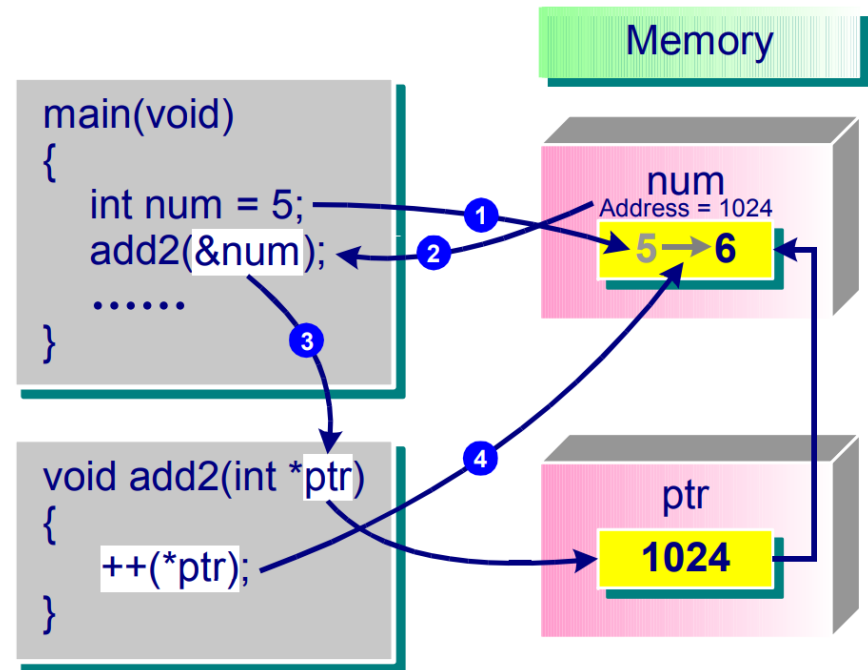 Memory
main(void)
{
int num = 5;
add2(&num);
......
}
1
2
3
num
Address = 1024
5 6
void add2(int *ptr)
{
++(*ptr);
}
4
ptr
1024